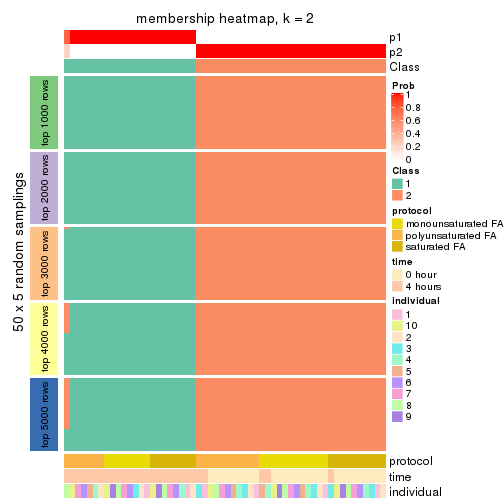 membership heatmap, k = 2
p1
p2
Class
50 x 5 random samplings
top 1000 rows
top 2000 rows
top 3000 rows
top 4000 rows
top 5000 rows
protocol
time
individual
Prob
1
0.8
0.6
0.4
0.2
0
Class
1
2
protocol
monounsaturated FA
polyunsaturated FA
saturated FA
time
0 hour
4 hours
individual
1
10
2
3
4
5
6
7
8
9